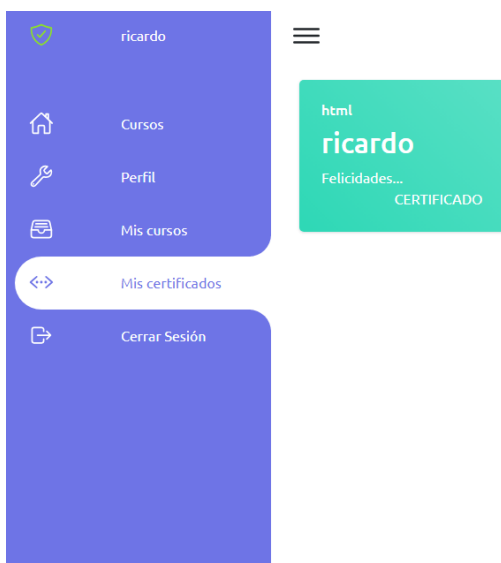 ricardo
Cursos
Perfil
Mis cursos
Mis certificados
Cerrar Sesión
html
ricardo
Felicidades...
CERTIFICADO